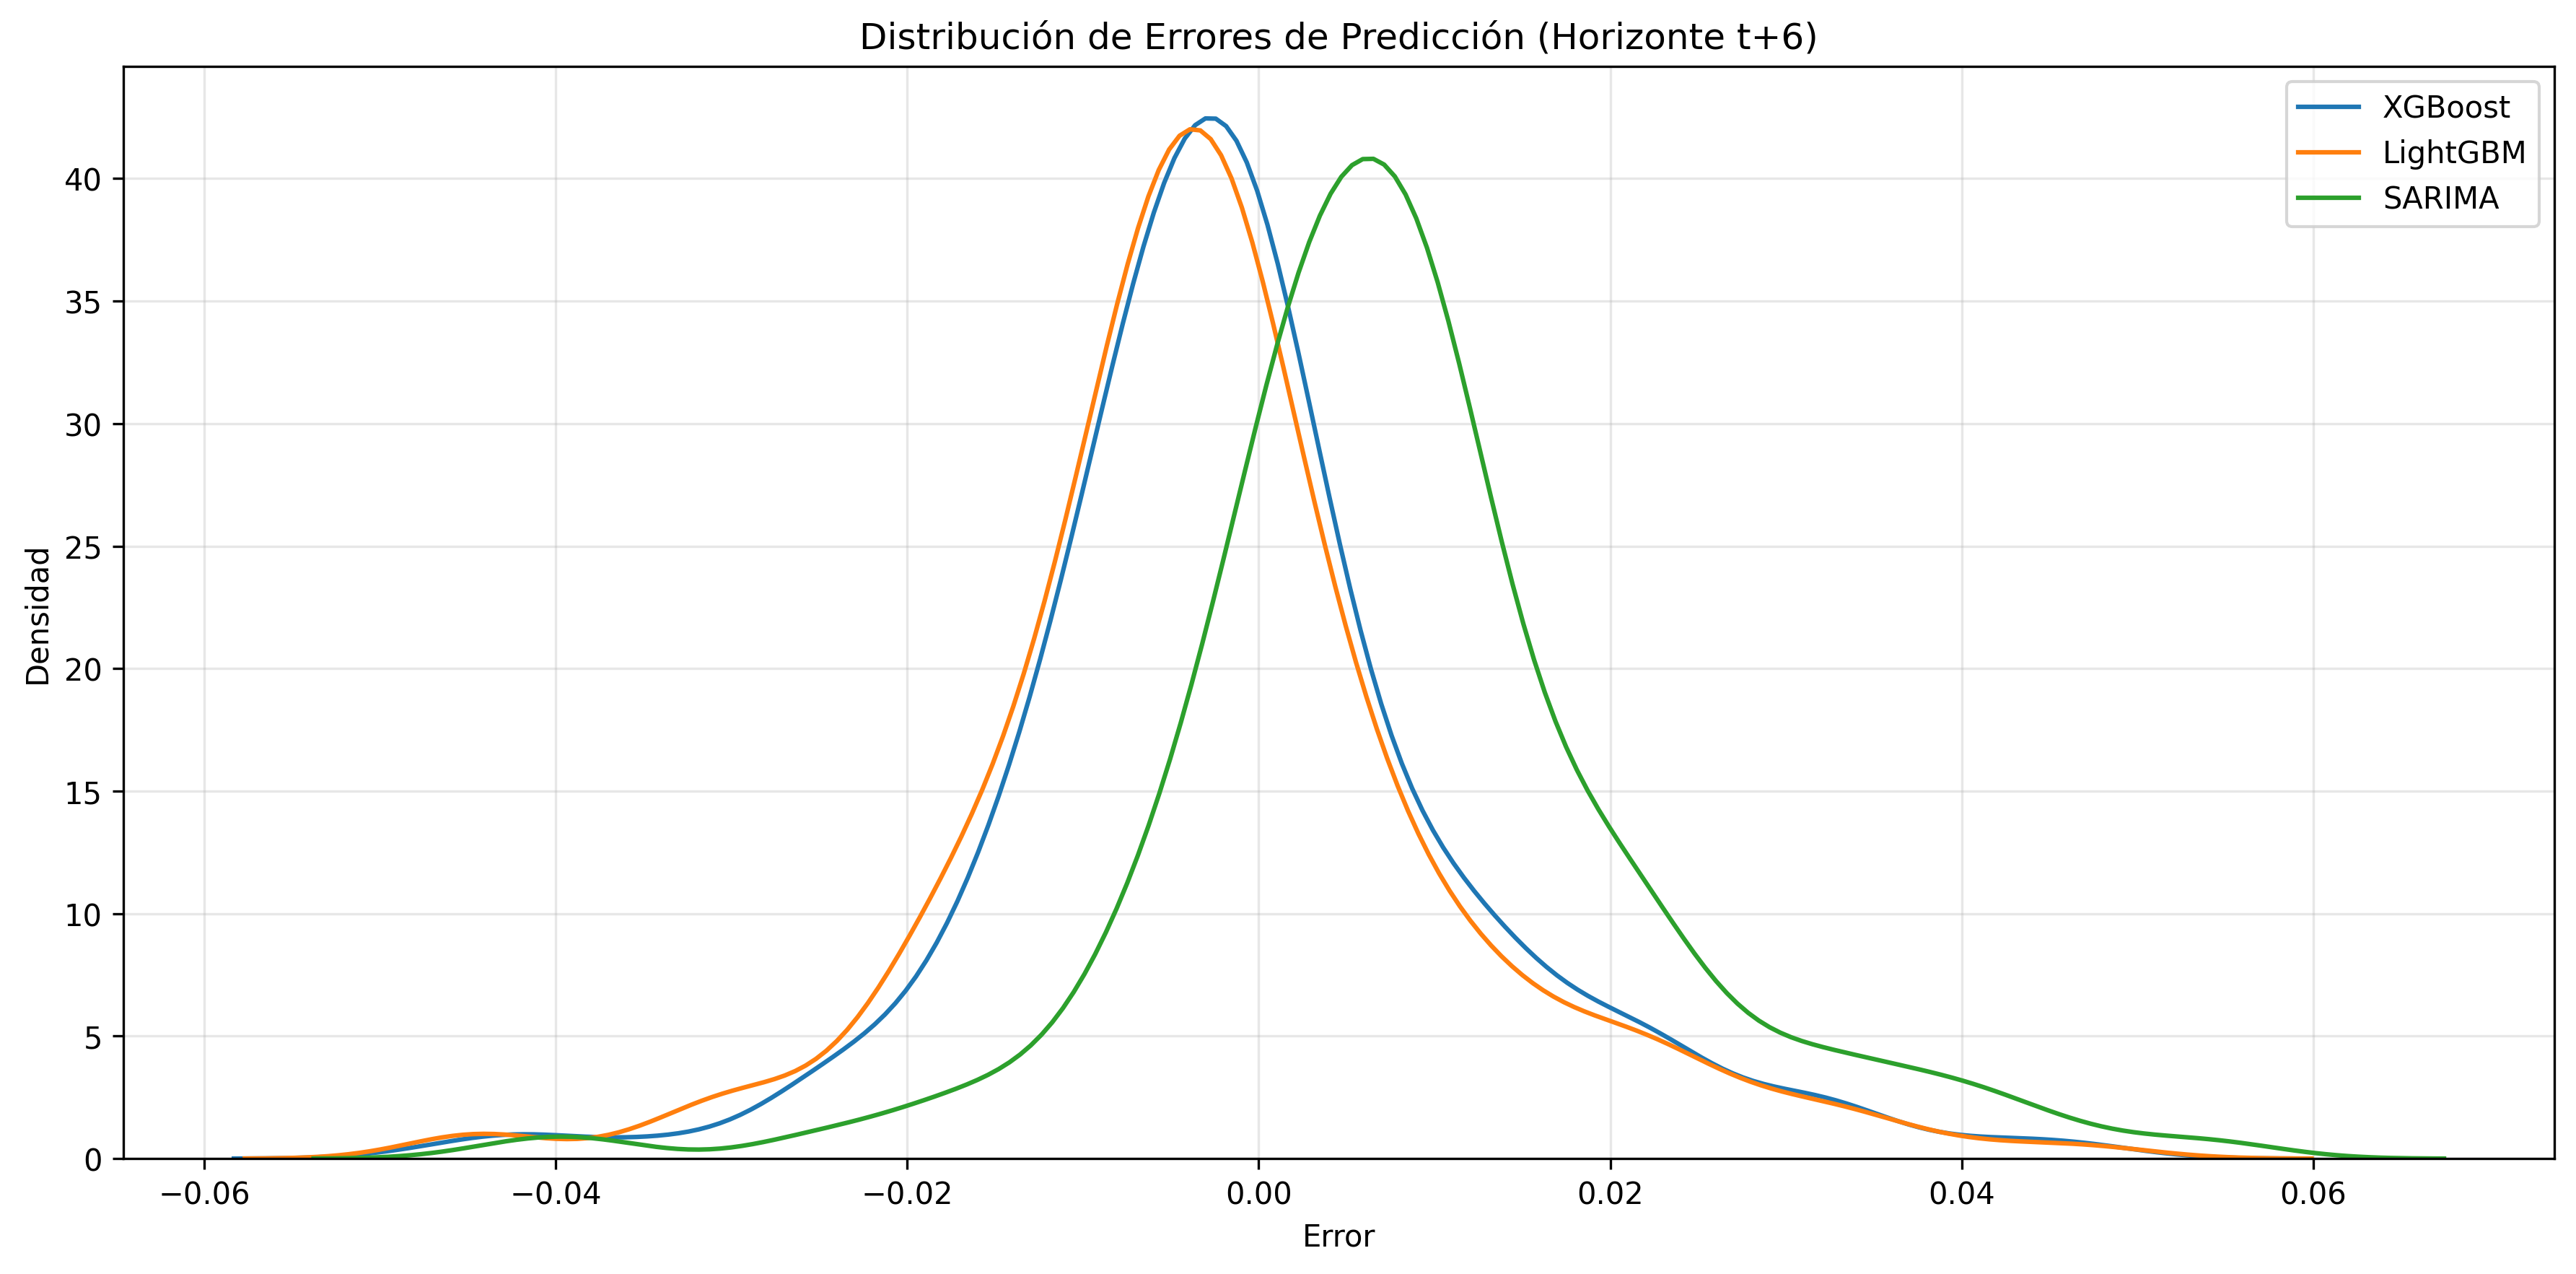 Distribución de Errores de Predicción (Horizonte t+6)
XGBoost
LightGBM
SARIMA
Densidad
40
35
30
25
20
15
10
5
0
−0.06
−0.04
−0.02
0.00
0.02
0.04
0.06
Error